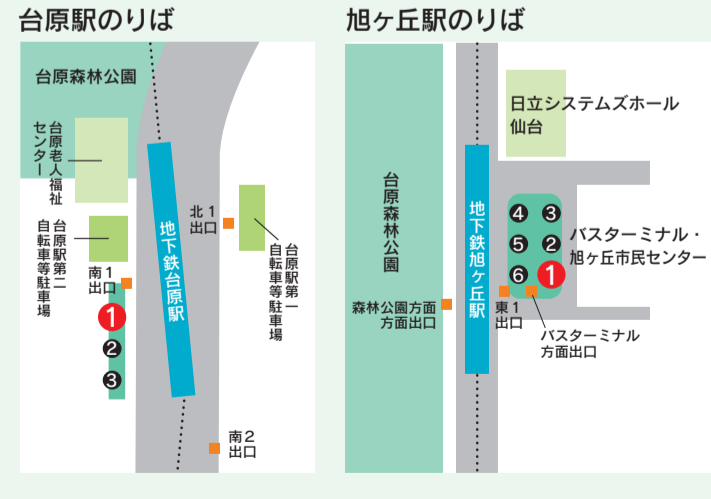 台原駅のりば
台原森林公園
台原老人福祉
センター
台原駅第二
自転車等駐車場
南1
出口
1
2
3
地下鉄台原駅
北1
出口
台原駅第一
自転車等駐車場
南2
出口
旭ヶ丘駅のりば
日立システムズホール
仙台
台原森林公園
地下鉄旭ヶ丘駅
4
3
5
2
6
1
バスターミナル・
旭ヶ丘市民センター
森林公園方面
方面出口
東1
出口
バスターミナル
方面出口